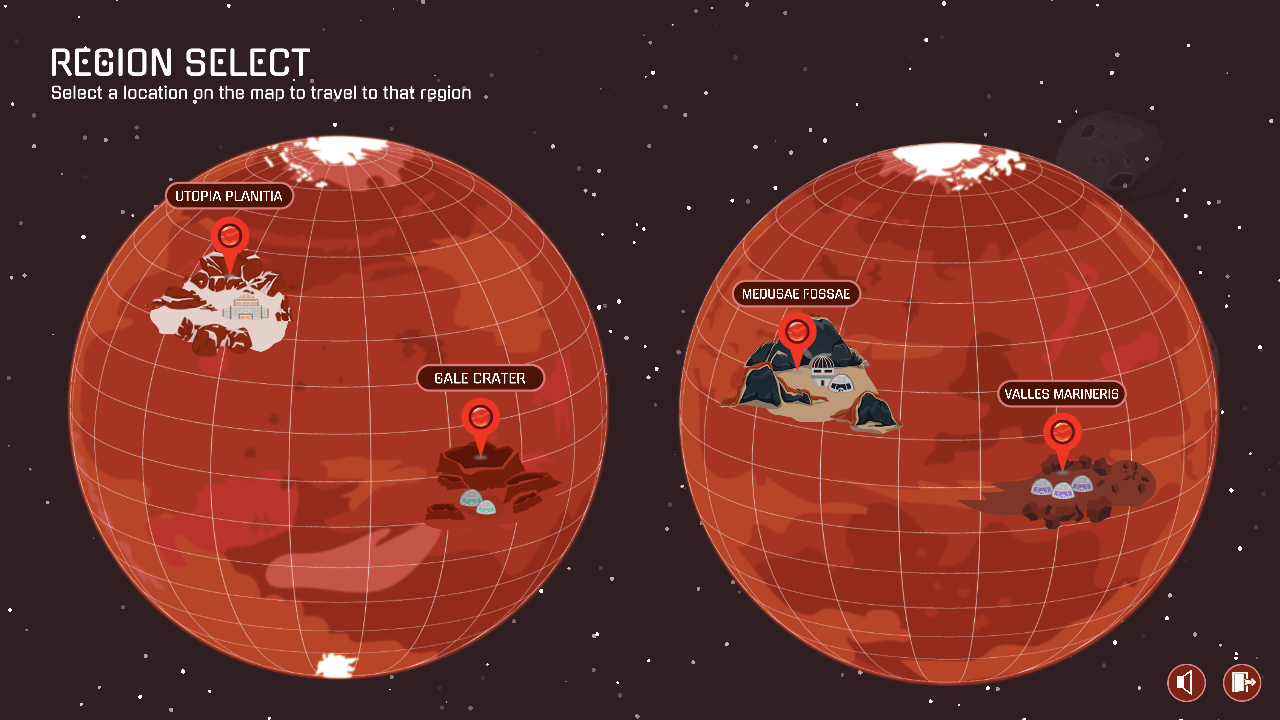 REGION SELECT
Select a location on the map to travel to that region
UTOPIA PLANITIA
MEDUSAE FOSSAE
GALE CRATER
VALLES MARINERIS